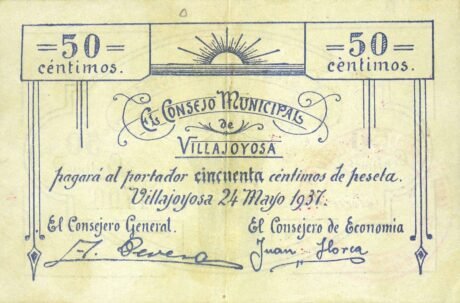 =50= =50=
céntimos. cèntimos.
EL CONSEJO MUNICIPAL
de
VILLAJOYOSA
pagará al portador cincuenta céntimos de peseta.
Villajoyosa 24 Mayo 1937.
El Consejero General. El Consejero de Economia
Juan Llorca